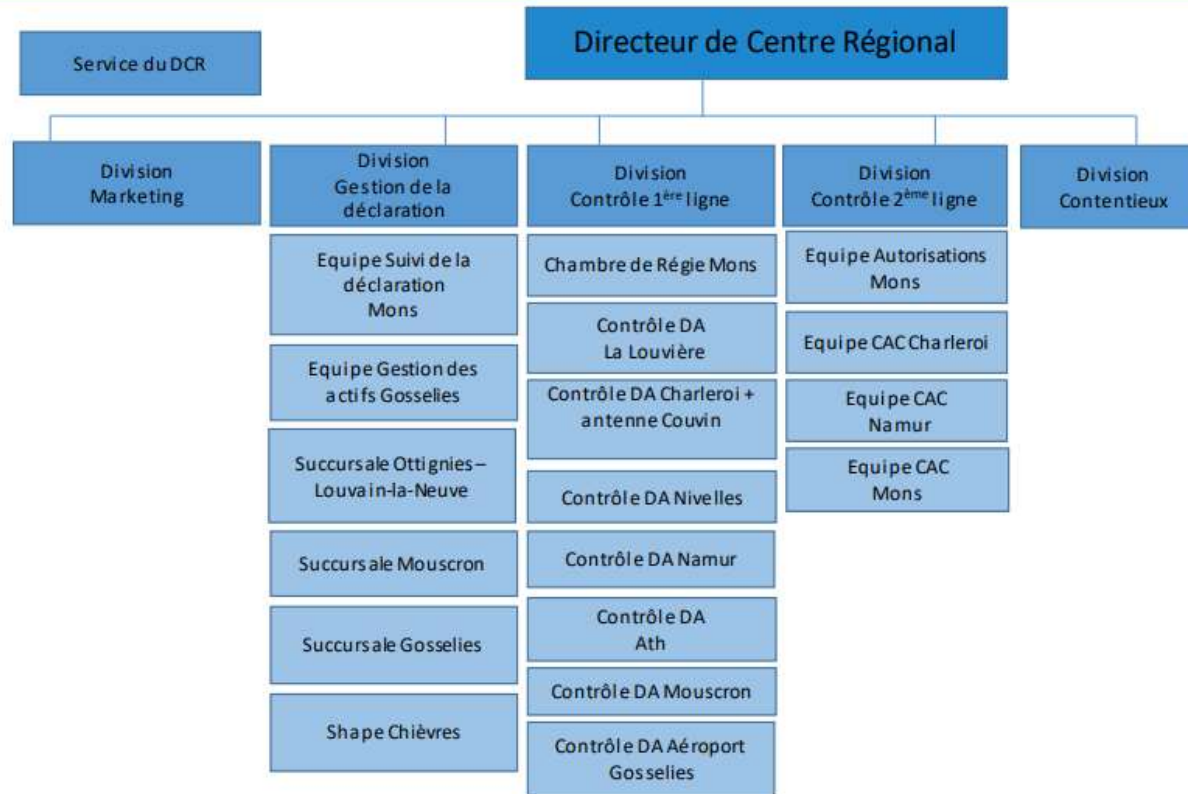 Directeur de Centre Régional
Service du DCR
Division
Marketing
Division
Gestion de la
déclaration
Equipe Suivi de la
déclaration
Mons
Equipe Gestion des
actifs Gosselies
Succursale Ottignies –
Louvain-la-Neuve
Succursale Mouscron
Succursale Gosselies
Shape Chièvres
Division
Contrôle 1ère ligne
Chambre de Régie Mons
Contrôle DA
La Louvière
Contrôle DA Charleroi +
antenne Couvin
Contrôle DA Nivelles
Contrôle DA Namur
Contrôle DA
Ath
Contrôle DA Mouscron
Contrôle DA Aéroport
Gosselies
Division
Contrôle 2ème ligne
Equipe Autorisations
Mons
Equipe CAC Charleroi
Equipe CAC
Namur
Equipe CAC
Mons
Division
Contentieux